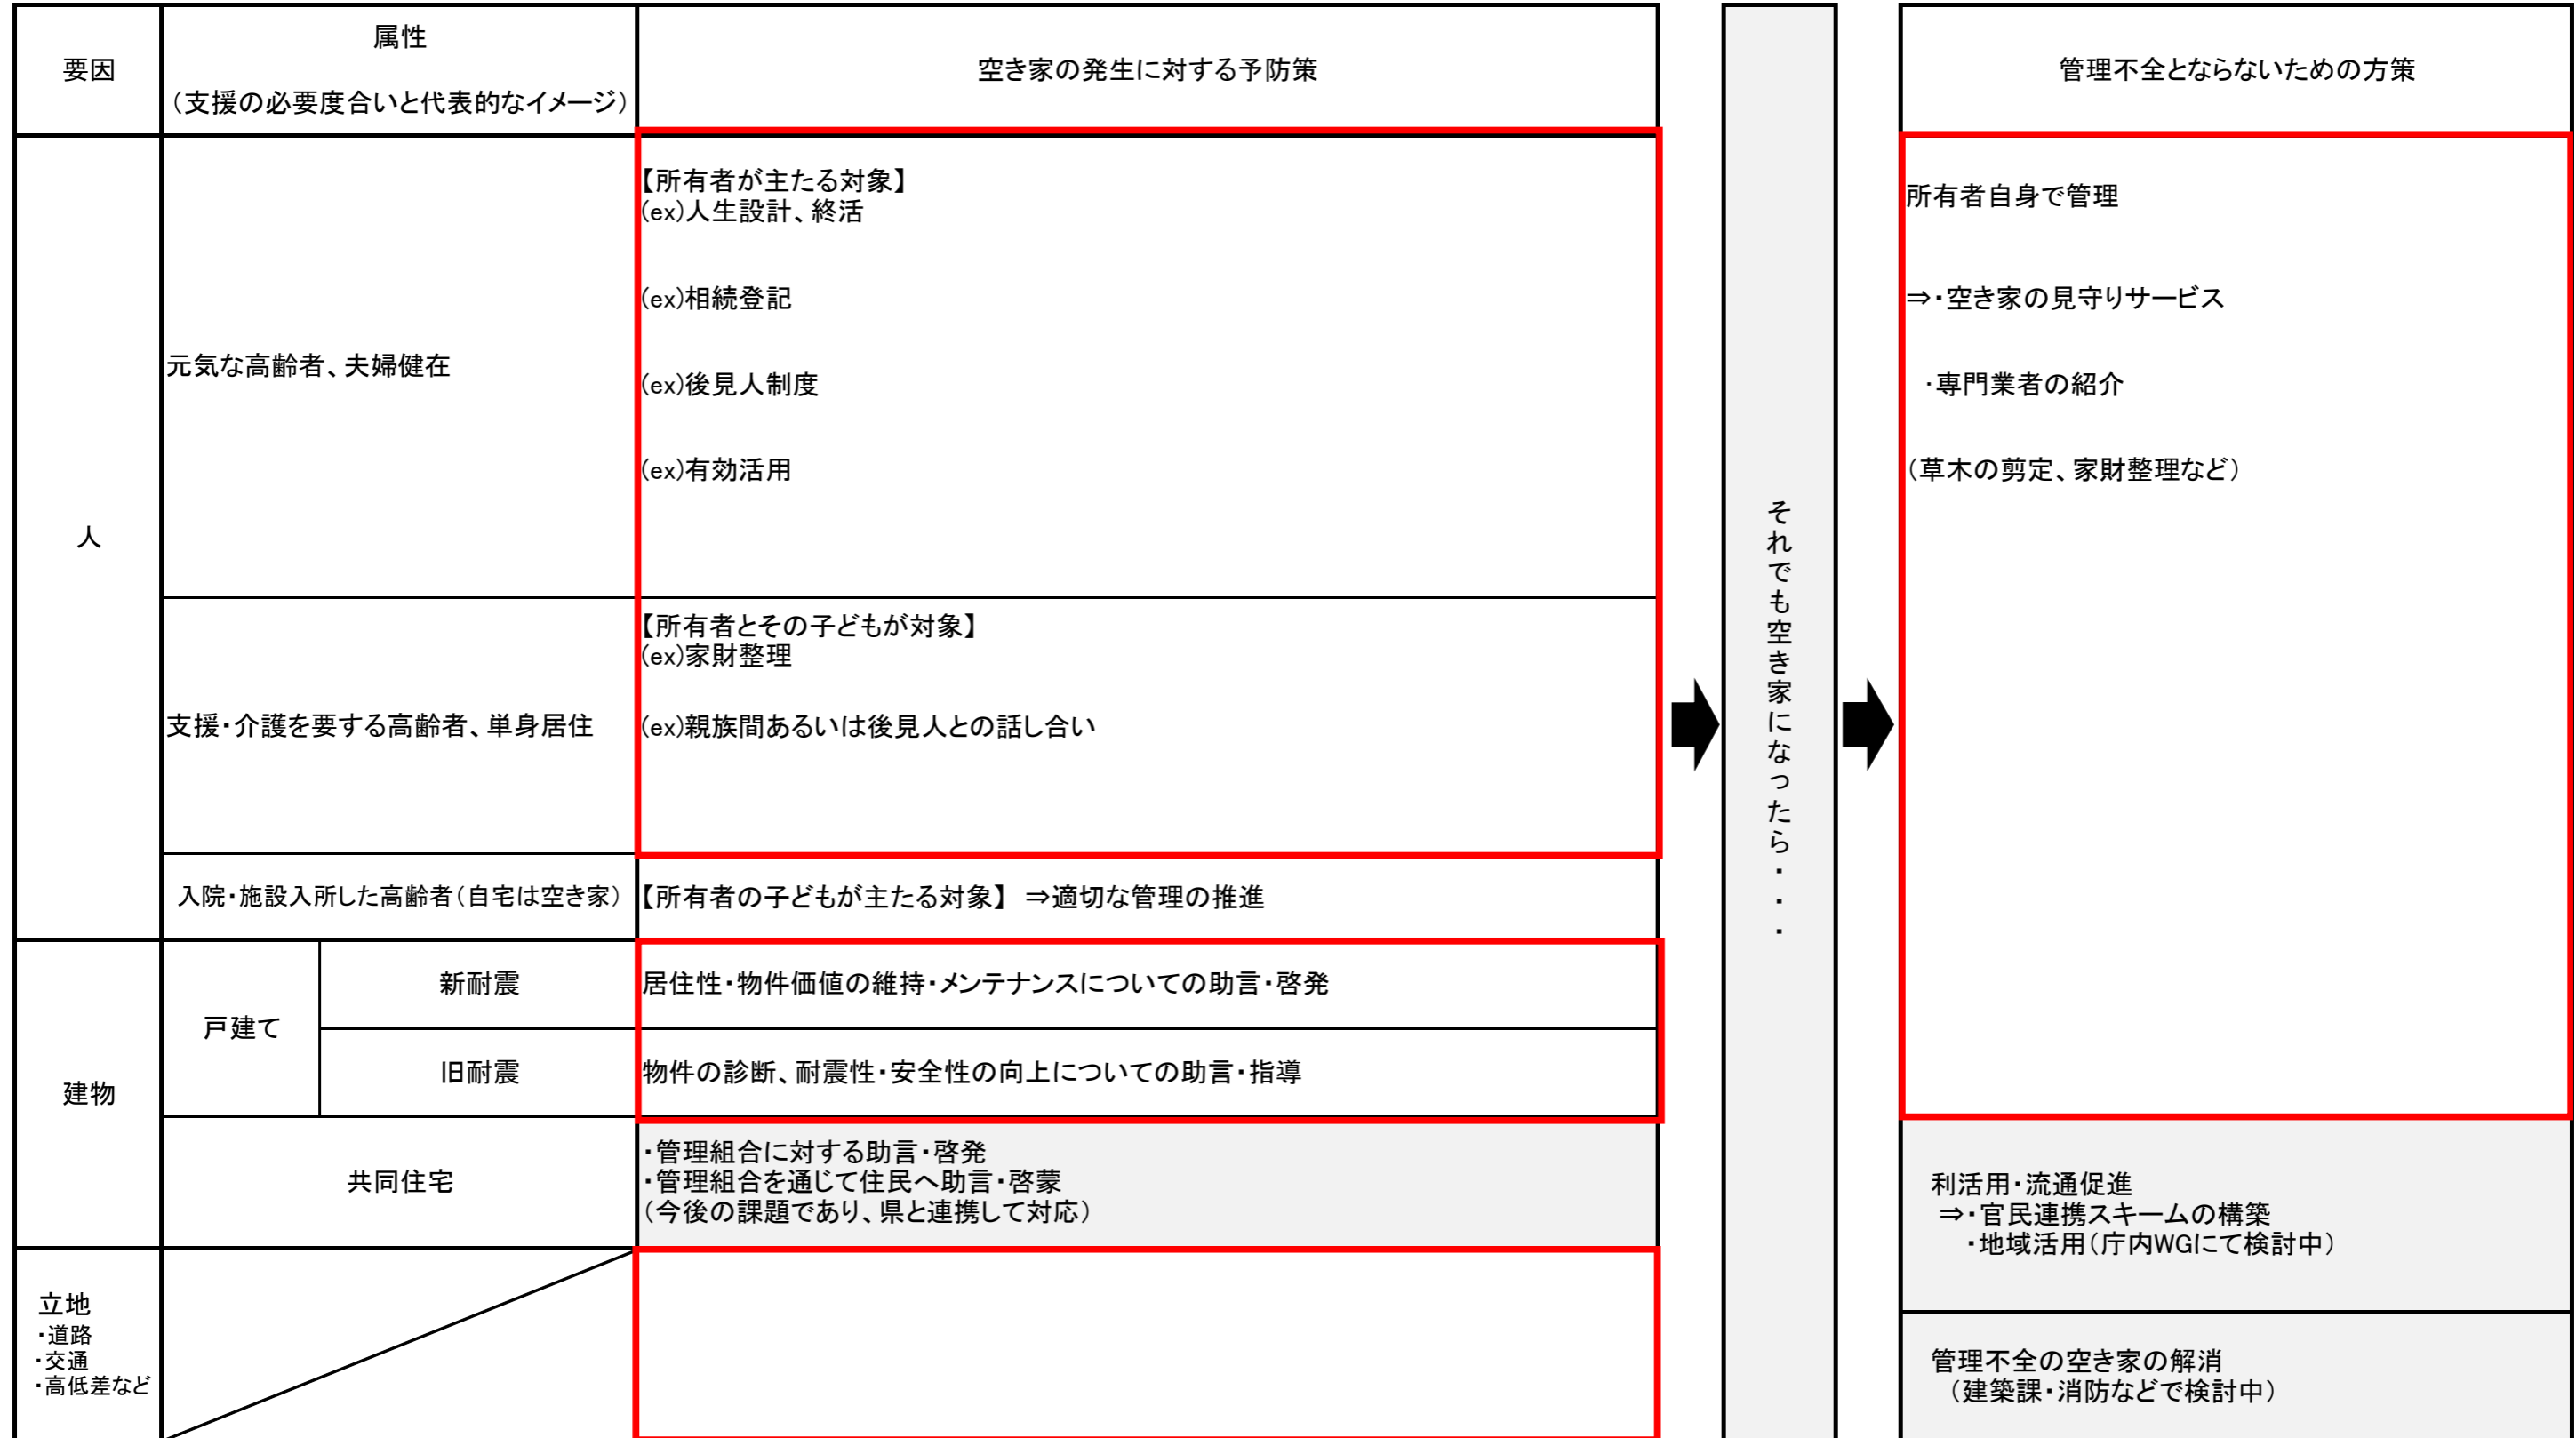 要因
属性
（支援の必要度合いと代表的なイメージ）
空き家の発生に対する予防策
管理不全とならないための方策
人
元気な高齢者、夫婦健在
【所有者が主たる対象】
(ex)人生設計、終活
(ex)相続登記
(ex)後見人制度
(ex)有効活用
支援・介護を要する高齢者、単身居住
【所有者とその子どもが対象】
(ex)家財整理
(ex)親族間あるいは後見人との話し合い
入院・施設入所した高齢者（自宅は空き家）
【所有者の子どもが主たる対象】 ⇒適切な管理の推進
建物
戸建て
新耐震
居住性・物件価値の維持・メンテナンスについての助言・啓発
旧耐震
物件の診断、耐震性・安全性の向上についての助言・指導
共同住宅
・管理組合に対する助言・啓発
・管理組合を通じて住民へ助言・啓蒙
（今後の課題であり、県と連携して対応）
立地
・道路
・交通
・高低差など
それでも空き家になったら・・・
所有者自身で管理
⇒・空き家の見守りサービス
・専門業者の紹介
（草木の剪定、家財整理など）
利活用・流通促進
⇒・官民連携スキームの構築
・地域活用（庁内WGにて検討中）
管理不全の空き家の解消
（建築課・消防などで検討中）